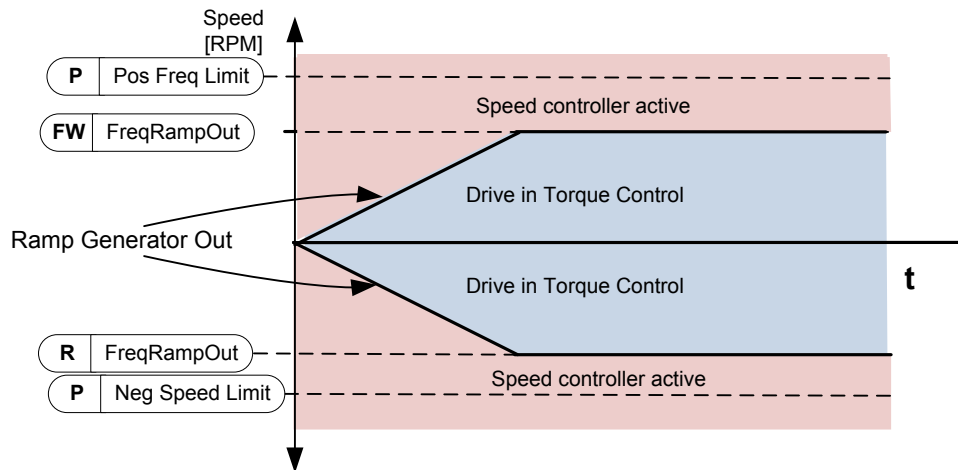 Speed
[RPM]
P Pos Freq Limit
Speed controller active
FW FreqRampOut
Drive in Torque Control
Ramp Generator Out
t
Drive in Torque Control
R FreqRampOut
Speed controller active
P Neg Speed Limit